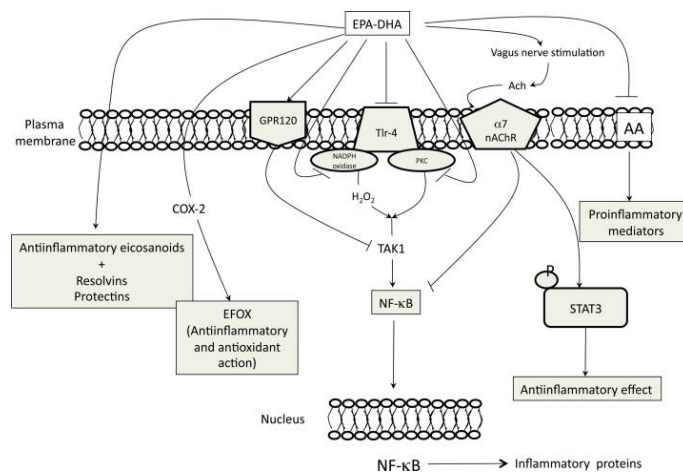 EPA-DHA
Vagus nerve stimulation
Ach
Plasma
membrane
GPR120
Tlr-4
α7
nAChR
AA
NADPH
oxidase
PKC
H₂O₂
COX-2
TAK1
Proinflammatory
mediators
Antiinflammatory eicosanoids
+
Resolvins
Protectins
NF-κB
P
STAT3
EFOX
(Antiinflammatory
and antioxidant
action)
Antiinflammatory effect
Nucleus
NF-κB
Inflammatory proteins